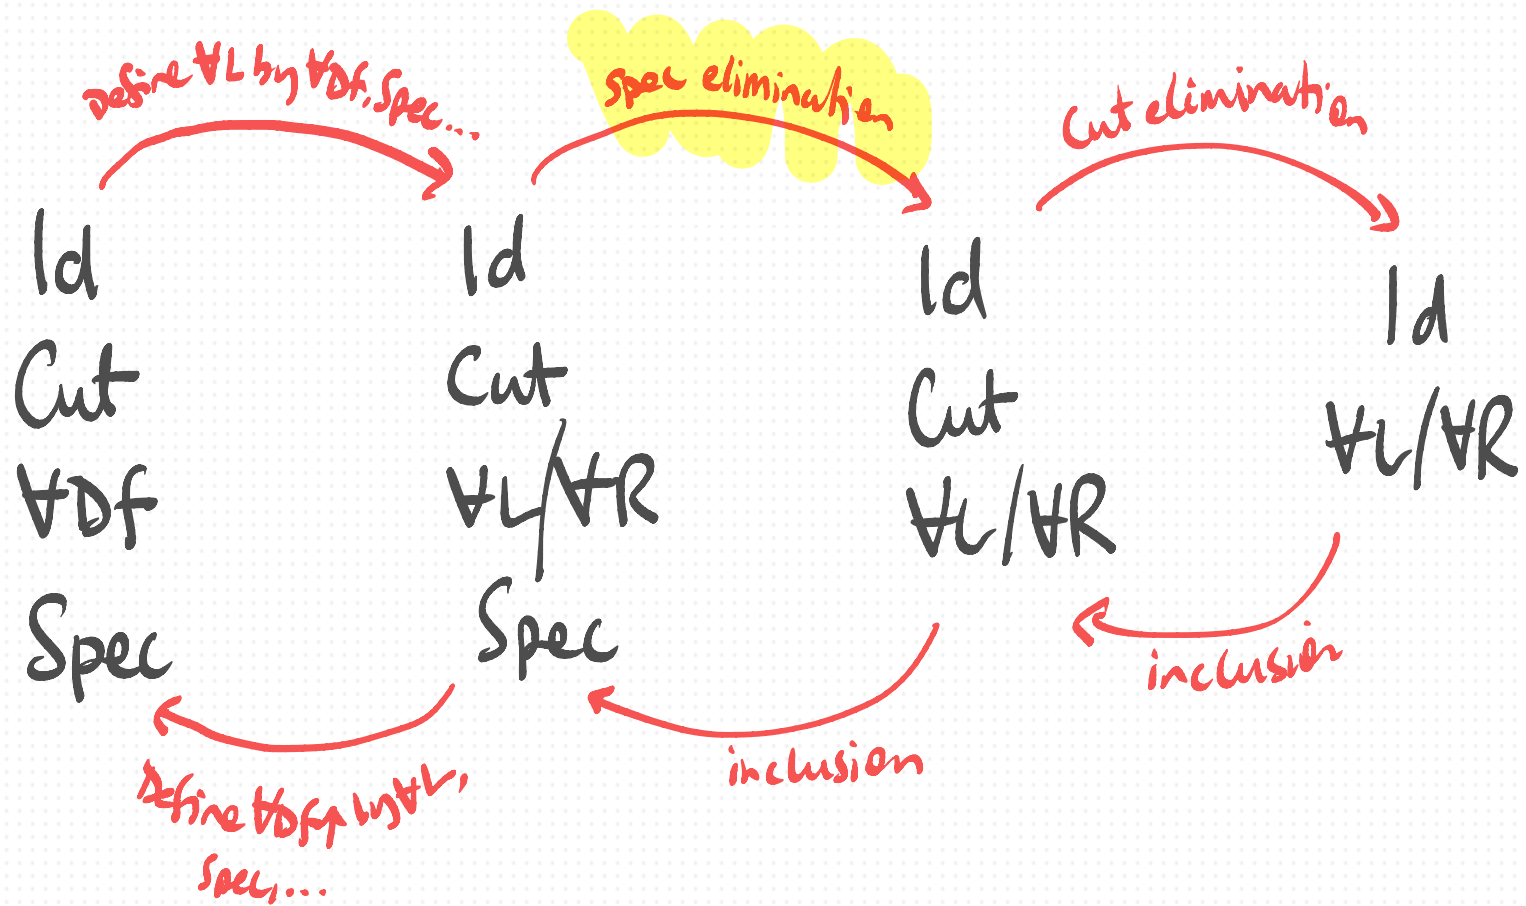 Define ∀L by ∀Df, Spec...
Spec elimination
Cut elimination
Id
Cut
∀Df
Spec
Id
Cut
∀L/∀R
Spec
Id
Cut
∀L/∀R
Id
∀L/∀R
Define by ∀L,
Spec,...
inclusion
inclusion